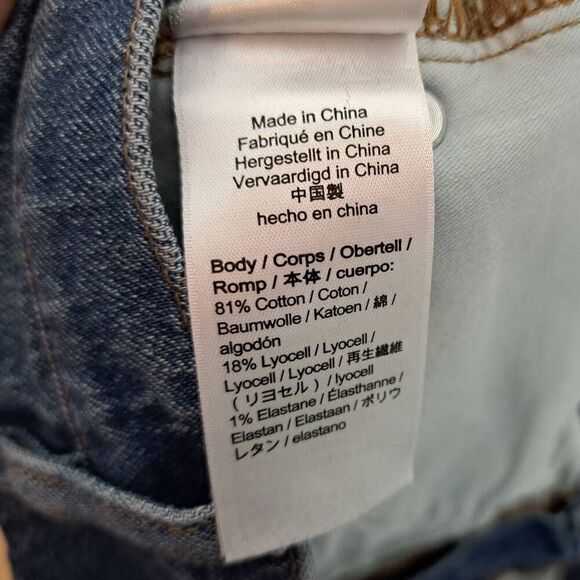 Made in China
Fabriqué en Chine
Hergestellt in China
Vervaardigd in China
中国製
hecho en china
Body / Corps / Obertell /
Romp / 本体 / cuerpo:
81% Cotton / Coton /
Baumwolle / Katoen / 綿 /
algodón
18% Lyocell / Lyocell /
Lyocell / Lyocell / 再生繊維
（リヨセル）/ lyocell
1% Elastane / Élasthanne /
Elastan / Elastaan / ポリウ
レタン / elastano